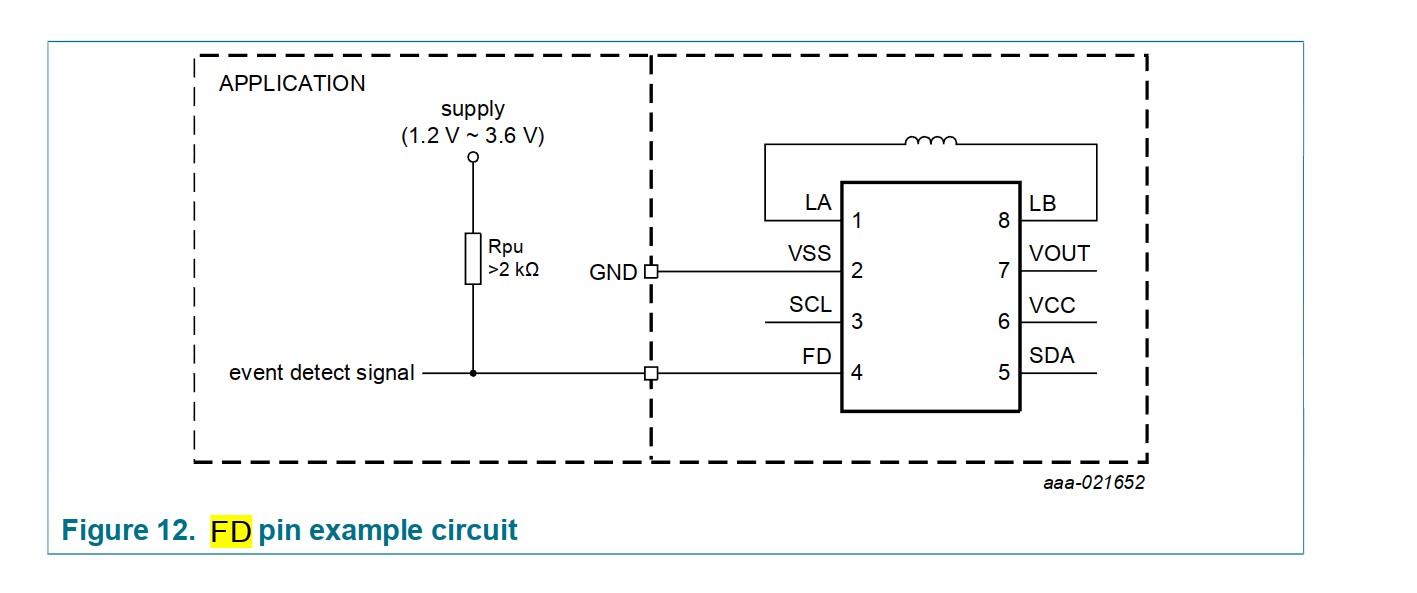 APPLICATION
supply
(1.2 V ~ 3.6 V)
Rpu
>2 kΩ
GND
event detect signal
LA
1
VSS
2
SCL
3
FD
4
8
LB
7
VOUT
6
VCC
5
SDA
aaa-021652
Figure 12. FD pin example circuit